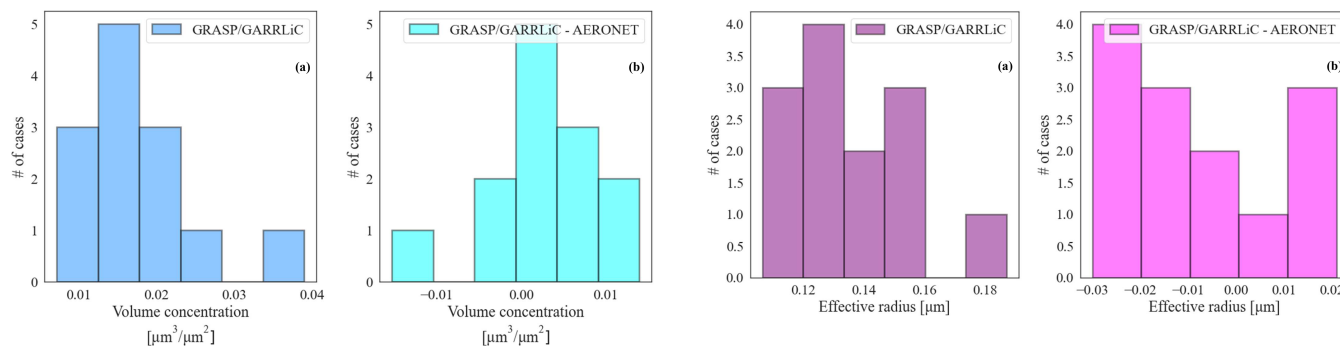 GRASP/GARRLiC
(a)
5
4
3
2
1
0
# of cases
0.01
0.02
0.03
0.04
Volume concentration
[µm³/µm²]
GRASP/GARRLiC - AERONET
(b)
5
4
3
2
1
0
# of cases
−0.01
0.00
0.01
Volume concentration
[µm³/µm²]
GRASP/GARRLiC
(a)
4.0
3.5
3.0
2.5
2.0
1.5
1.0
0.5
0.0
# of cases
0.12
0.14
0.16
0.18
Effective radius [µm]
GRASP/GARRLiC - AERONET
(b)
4.0
3.5
3.0
2.5
2.0
1.5
1.0
0.5
0.0
# of cases
−0.03
−0.02
−0.01
0.00
0.01
0.02
Effective radius [µm]